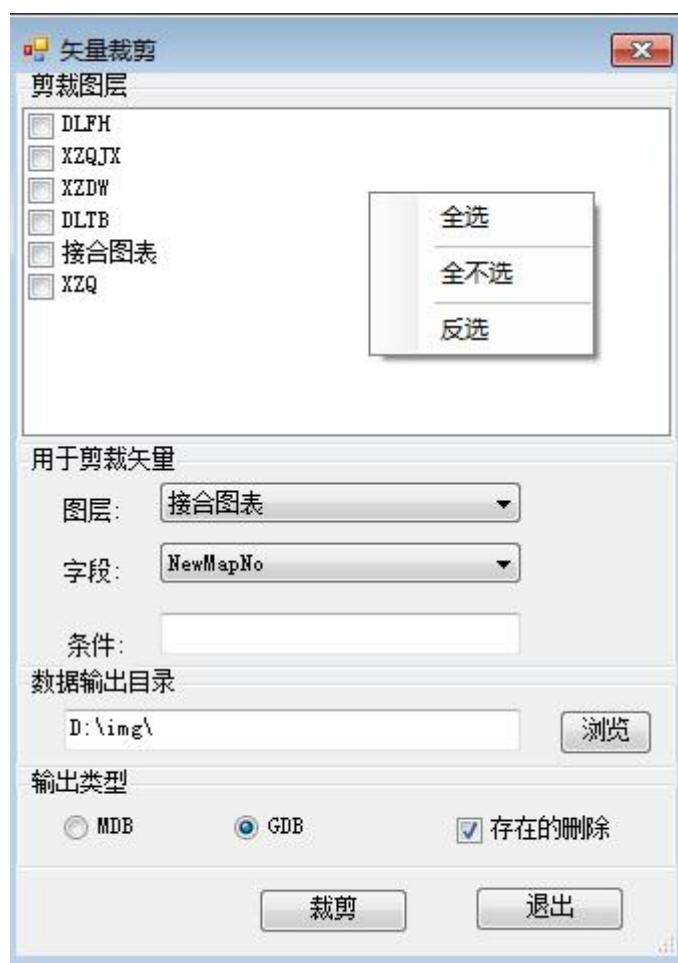 矢量裁剪
剪裁图层
DLFH
XZQJX
XZDW
DLTB
接合图表
XZQ
全选
全不选
反选
用于剪裁矢量
图层: 接合图表
字段: NewMapNo
条件:
数据输出目录
D:\img\ 浏览
输出类型
MDB GDB 存在的删除
裁剪 退出